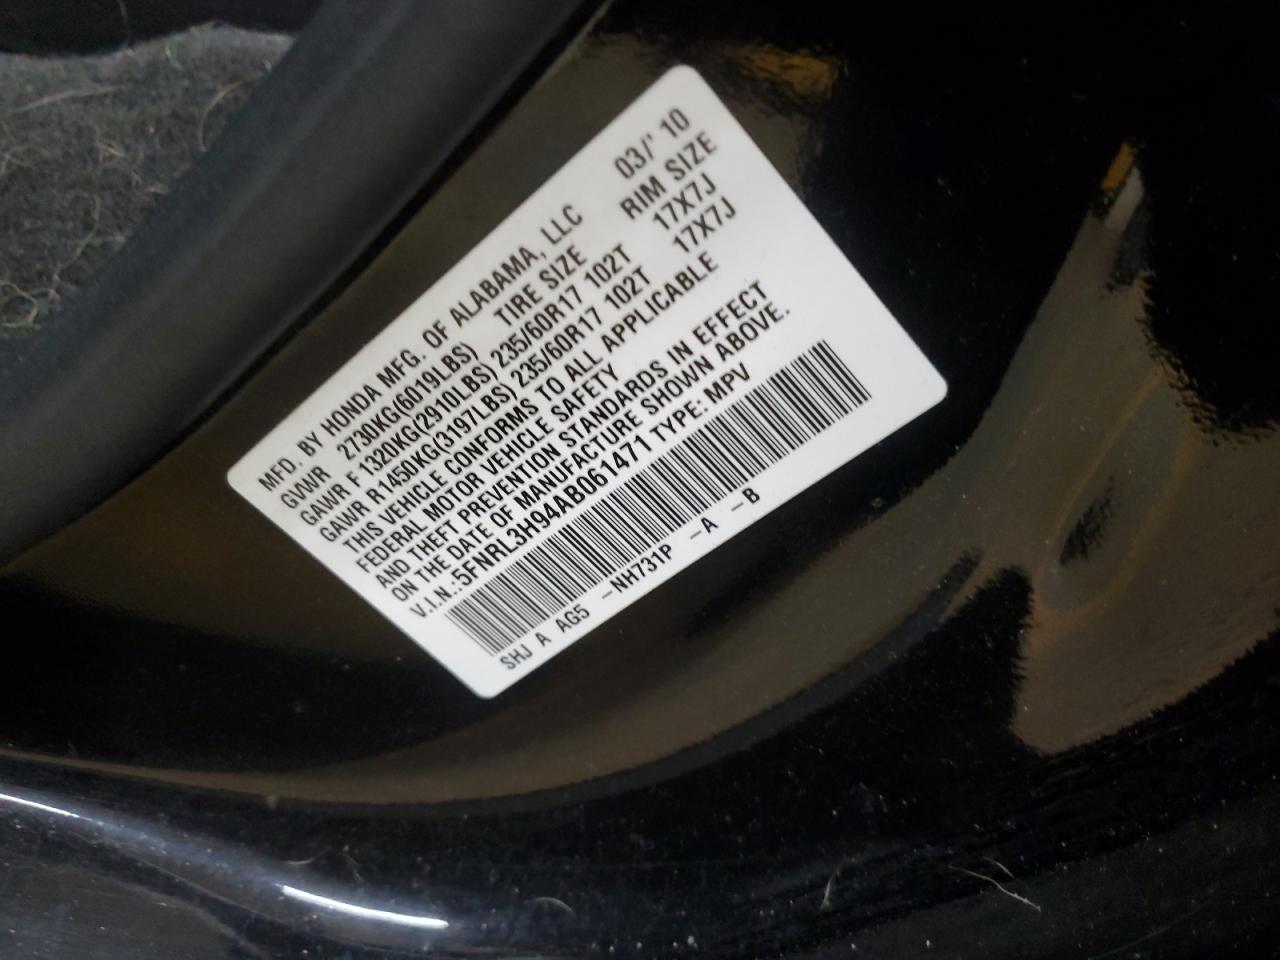 MFD. BY HONDA MFG. OF ALABAMA, LLC 03/' 10
GVWR 2730KG(6019LBS) TIRE SIZE RIM SIZE
GAWR F 1320KG(2910LBS) 235/60R17 102T 17X7J
GAWR R1450KG(3197LBS) 235/60R17 102T 17X7J
THIS VEHICLE CONFORMS TO ALL APPLICABLE
FEDERAL MOTOR VEHICLE SAFETY
AND THEFT PREVENTION STANDARDS IN EFFECT
ON THE DATE OF MANUFACTURE SHOWN ABOVE.
V.I.N.:5FNRL3H94AB061471 TYPE: MPV
SHJ A AG5 -NH731P -A -B